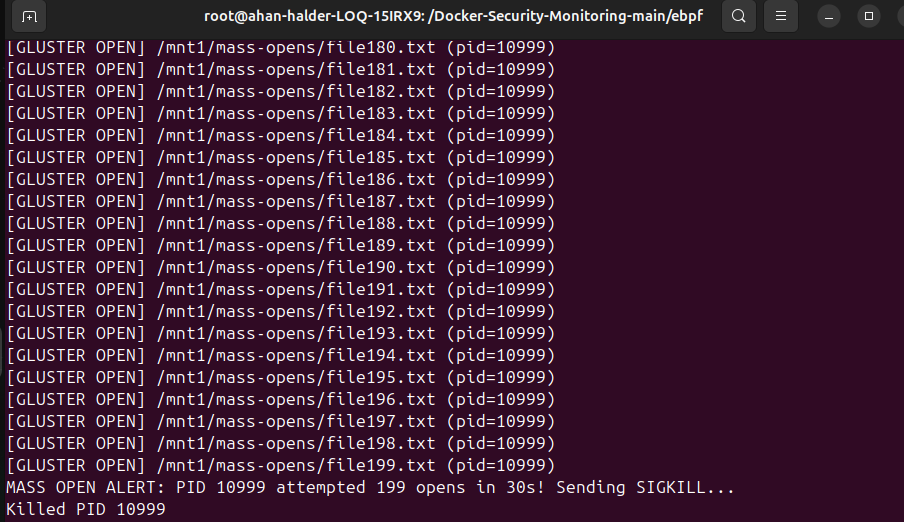 root@ahan-halder-LOQ-15IRX9: /Docker-Security-Monitoring-main/ebpf
[GLUSTER OPEN] /mnt1/mass-opens/file180.txt (pid=10999)
[GLUSTER OPEN] /mnt1/mass-opens/file181.txt (pid=10999)
[GLUSTER OPEN] /mnt1/mass-opens/file182.txt (pid=10999)
[GLUSTER OPEN] /mnt1/mass-opens/file183.txt (pid=10999)
[GLUSTER OPEN] /mnt1/mass-opens/file184.txt (pid=10999)
[GLUSTER OPEN] /mnt1/mass-opens/file185.txt (pid=10999)
[GLUSTER OPEN] /mnt1/mass-opens/file186.txt (pid=10999)
[GLUSTER OPEN] /mnt1/mass-opens/file187.txt (pid=10999)
[GLUSTER OPEN] /mnt1/mass-opens/file188.txt (pid=10999)
[GLUSTER OPEN] /mnt1/mass-opens/file189.txt (pid=10999)
[GLUSTER OPEN] /mnt1/mass-opens/file190.txt (pid=10999)
[GLUSTER OPEN] /mnt1/mass-opens/file191.txt (pid=10999)
[GLUSTER OPEN] /mnt1/mass-opens/file192.txt (pid=10999)
[GLUSTER OPEN] /mnt1/mass-opens/file193.txt (pid=10999)
[GLUSTER OPEN] /mnt1/mass-opens/file194.txt (pid=10999)
[GLUSTER OPEN] /mnt1/mass-opens/file195.txt (pid=10999)
[GLUSTER OPEN] /mnt1/mass-opens/file196.txt (pid=10999)
[GLUSTER OPEN] /mnt1/mass-opens/file197.txt (pid=10999)
[GLUSTER OPEN] /mnt1/mass-opens/file198.txt (pid=10999)
[GLUSTER OPEN] /mnt1/mass-opens/file199.txt (pid=10999)
MASS OPEN ALERT: PID 10999 attempted 199 opens in 30s! Sending SIGKILL...
Killed PID 10999